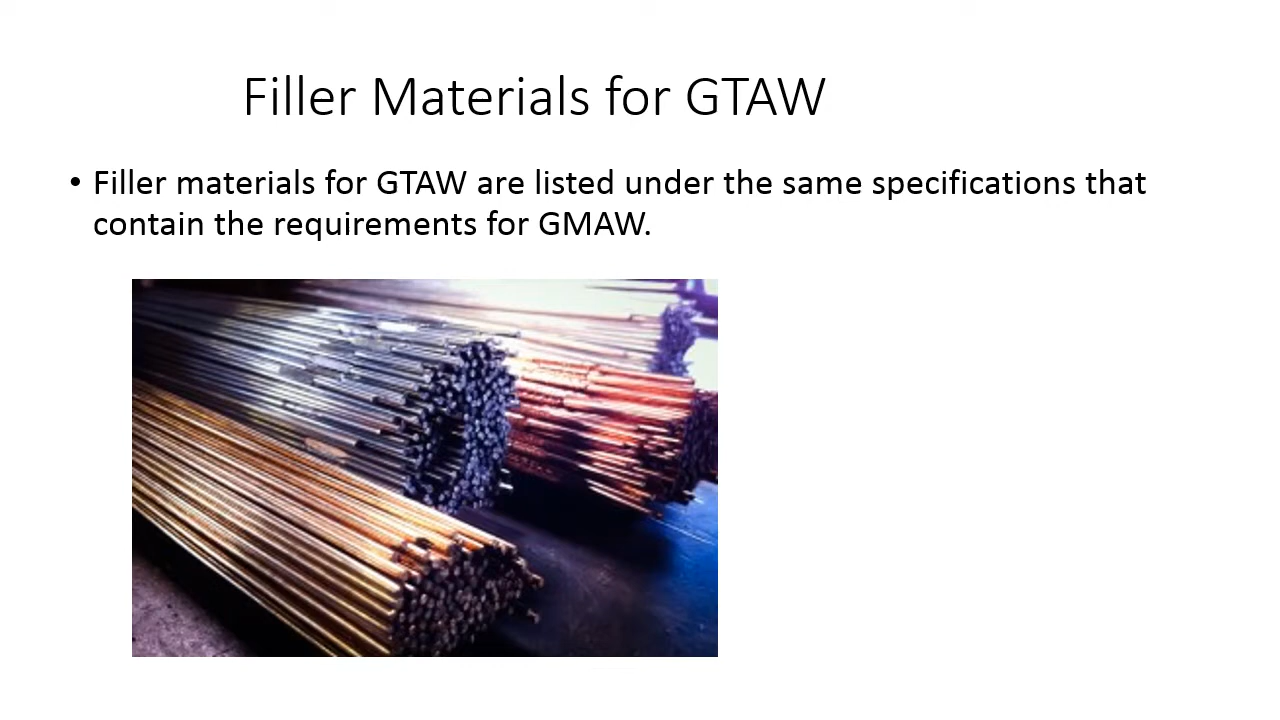 Filler Materials for GTAW
• Filler materials for GTAW are listed under the same specifications that
contain the requirements for GMAW.